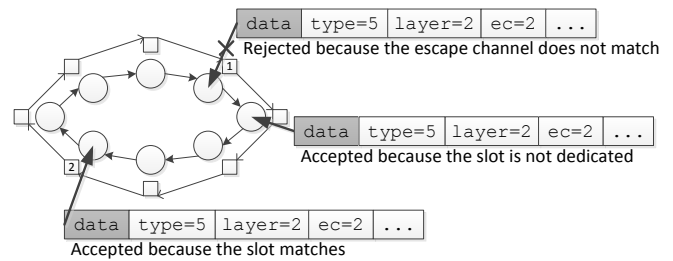 data type=5 layer=2 ec=2 ...
Rejected because the escape channel does not match
1
data type=5 layer=2 ec=2 ...
Accepted because the slot is not dedicated
2
data type=5 layer=2 ec=2 ...
Accepted because the slot matches